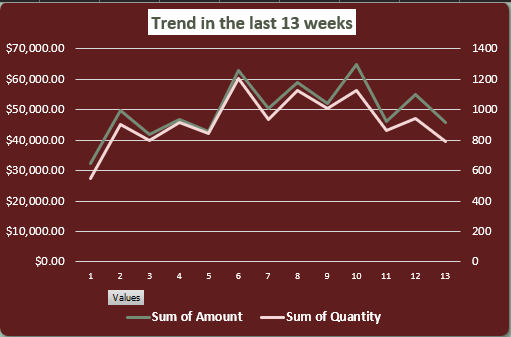 Trend in the last 13 weeks
$70,000.00 1400
$60,000.00 1200
$50,000.00 1000
$40,000.00 800
$30,000.00 600
$20,000.00 400
$10,000.00 200
$0.00 0
1 2 3 4 5 6 7 8 9 10 11 12 13
Values
Sum of Amount Sum of Quantity